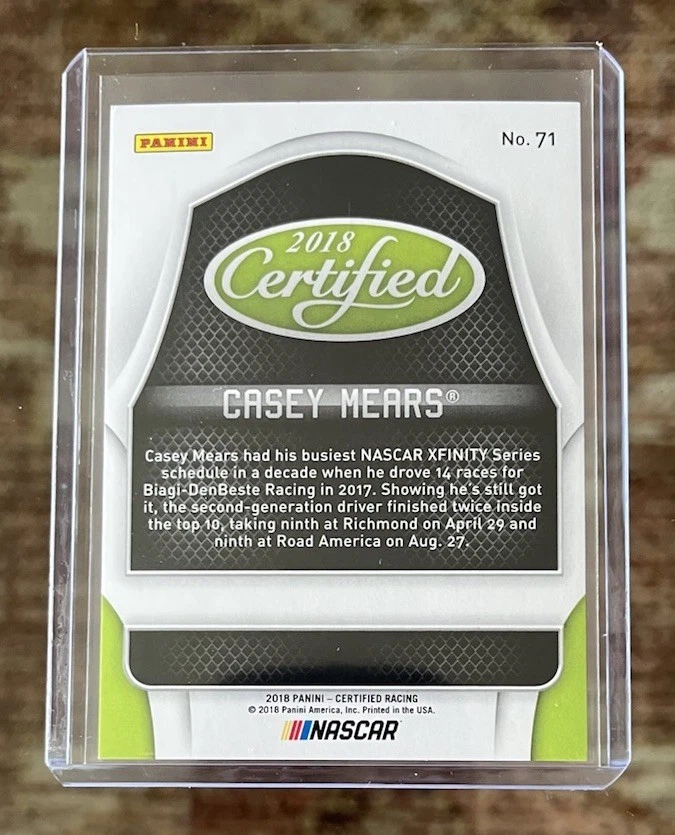 PANINI
No. 71
2018
Certified
CASEY MEARS®
Casey Mears had his busiest NASCAR XFINITY Series
schedule in a decade when he drove 14 races for
Biagi-DenBeste Racing in 2017. Showing he's still got
it, the second-generation driver finished twice inside
the top 10, taking ninth at Richmond on April 29 and
ninth at Road America on Aug. 27.
2018 PANINI – CERTIFIED RACING
© 2018 Panini America, Inc. Printed in the USA.
NASCAR